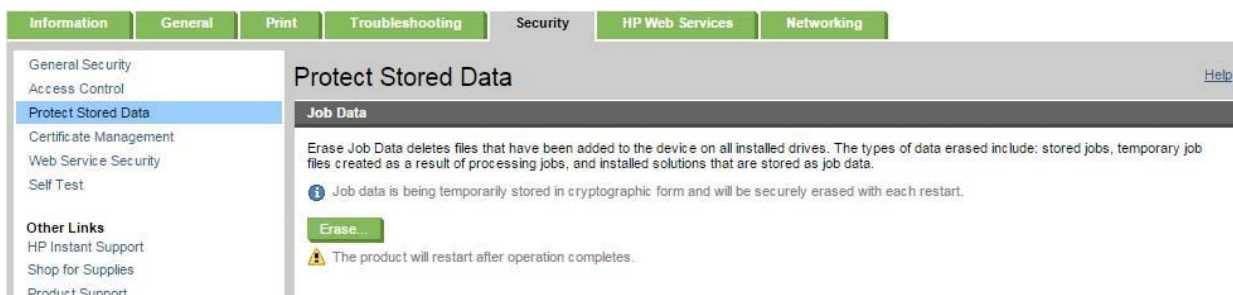 Information General Print Troubleshooting Security HP Web Services Networking
General Security
Access Control
Protect Stored Data
Certificate Management
Web Service Security
Self Test
Other Links
HP Instant Support
Shop for Supplies
Product Support
Protect Stored Data
Help
Job Data
Erase Job Data deletes files that have been added to the device on all installed drives. The types of data erased include: stored jobs, temporary job
files created as a result of processing jobs, and installed solutions that are stored as job data.
Job data is being temporarily stored in cryptographic form and will be securely erased with each restart.
Erase...
The product will restart after operation completes.